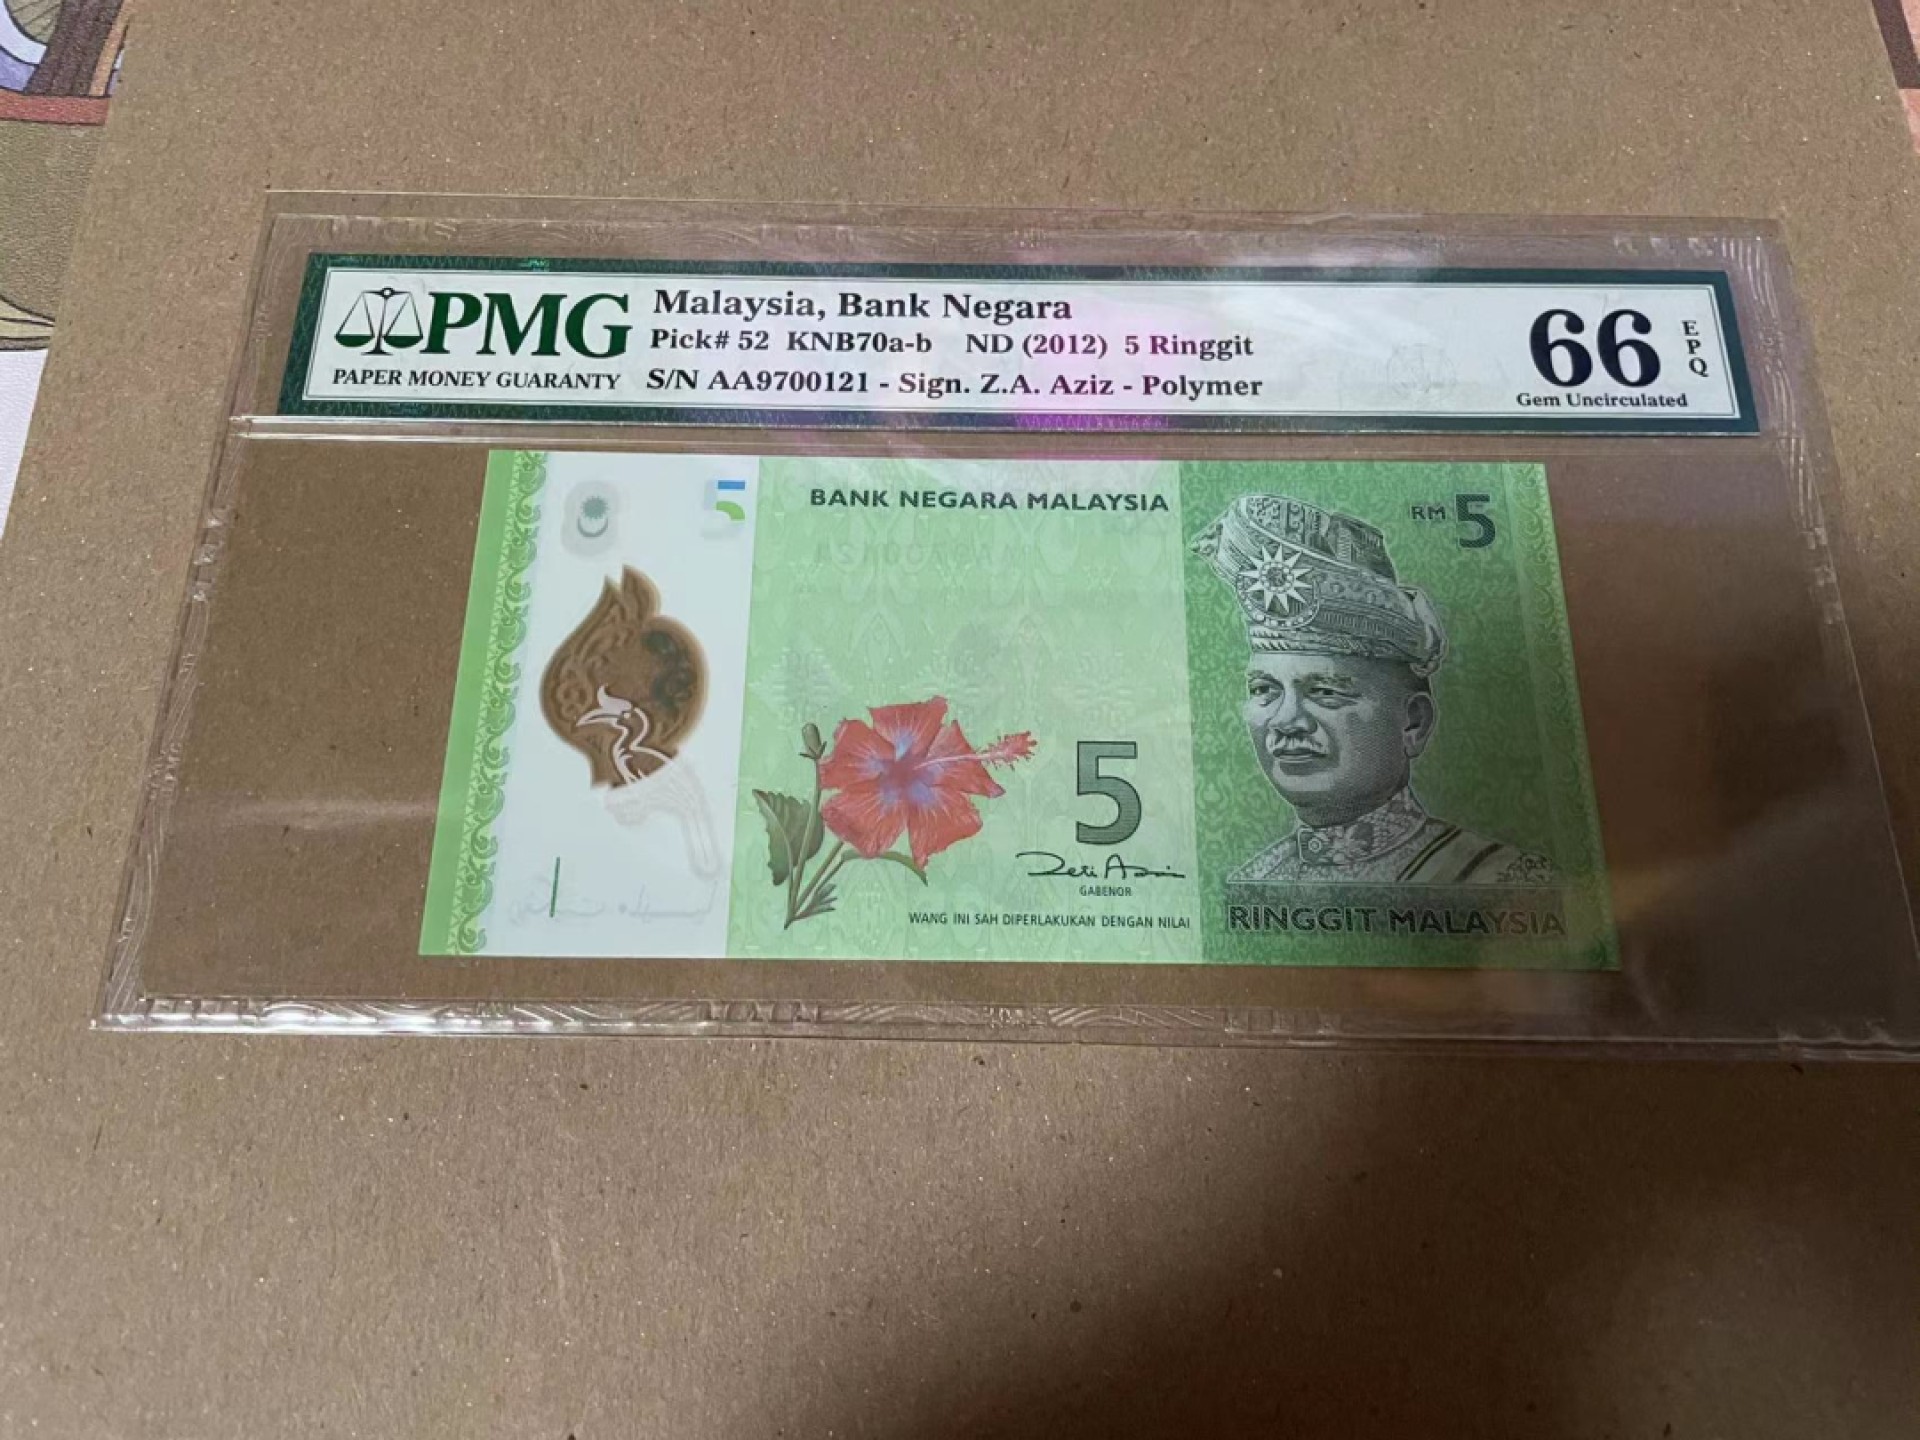 PMG
PAPER MONEY GUARANTY
Malaysia, Bank Negara
Pick# 52 KNB70a-b ND (2012) 5 Ringgit
S/N AA9700121 - Sign. Z.A. Aziz - Polymer
66
EPQ
Gem Uncirculated
5
BANK NEGARA MALAYSIA
RM 5
5
Zeti Aziz
GABENOR
WANG INI SAH DIPERLAKUKAN DENGAN NILAI
RINGGIT MALAYSIA